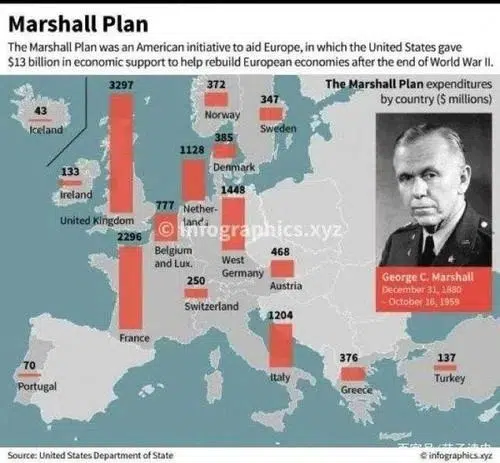 Marshall Plan
The Marshall Plan was an American initiative to aid Europe, in which the United States gave
$13 billion in economic support to help rebuild European economies after the end of World War II.
The Marshall Plan expenditures
by country ($ millions)
3297
United Kingdom
43
Iceland
133
Ireland
372
Norway
347
Sweden
385
Denmark
1128
Nether-
lands
777
Belgium
and Lux.
1448
West
Germany
© infographics.xyz
2296
France
250
Switzerland
468
Austria
1204
Italy
70
Portugal
376
Greece
137
Turkey
George C. Marshall
December 31, 1880
– October 16, 1959
Source: United States Department of State
© infographics.xyz